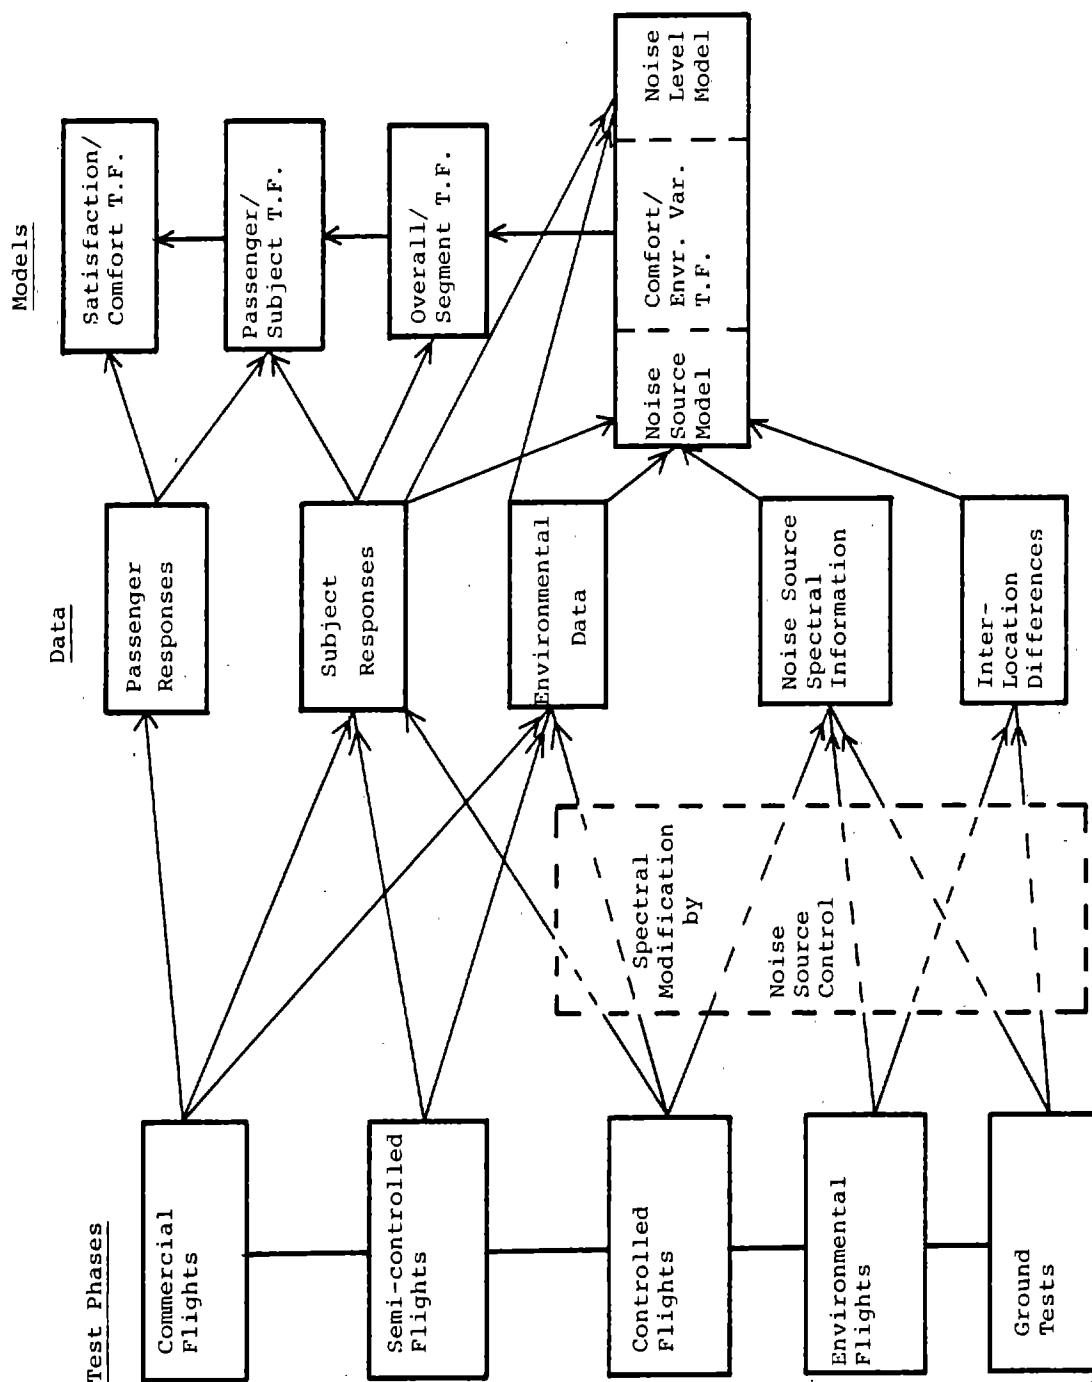 Test Phases
Commercial
Flights
Semi-controlled
Flights
Controlled
Flights
Environmental
Flights
Ground
Tests
Spectral
Modification
by
Noise
Source
Control
Data
Passenger
Responses
Subject
Responses
Environmental
Data
Noise Source
Spectral
Information
Inter-
Location
Differences
Models
Satisfaction/
Comfort T.F.
Passenger/
Subject T.F.
Overall/
Segment T.F.
Noise
Source
Model
Comfort/
Envr. Var.
T.F.
Noise
Level
Model